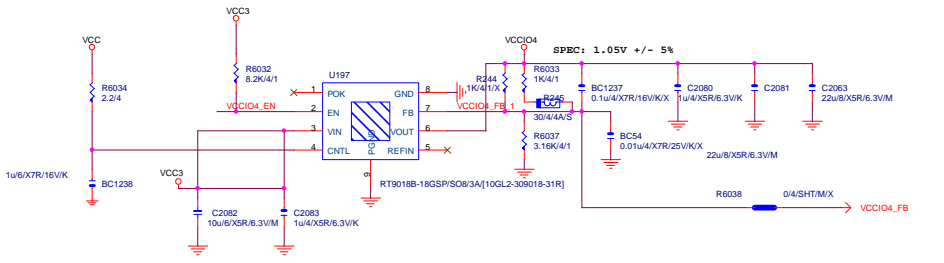 VCC3
VCC
VCCIO4
SPEC: 1.05V +/- 5%
R6034
2.2/4
R6032
8.2K/4/1
U197
R244
1K/4/1/X
R6033
1K/4/1
R245
30/4/4A/S
BC1237
0.1u/4/X7R/16V/K/X
C2080
1u/4/X5R/6.3V/K
C2081
C2063
22u/8/X5R/6.3V/M
VCCIO4_EN
1 POK
2 EN
3 VIN
4 CNTL
GND 8
FB 7
VOUT 6
REFIN 5
PGND
9
VCCIO4_FB_1
R6037
3.16K/4/1
BC54
0.01u/4/X7R/25V/K/X
22u/8/X5R/6.3V/M
1u/6/X7R/16V/K
BC1238
VCC3
RT9018B-18GSP/SO8/3A/[10GL2-309018-31R]
C2082
10u/6/X5R/6.3V/M
C2083
1u/4/X5R/6.3V/K
R6038
0/4/SHT/M/X
VCCIO4_FB